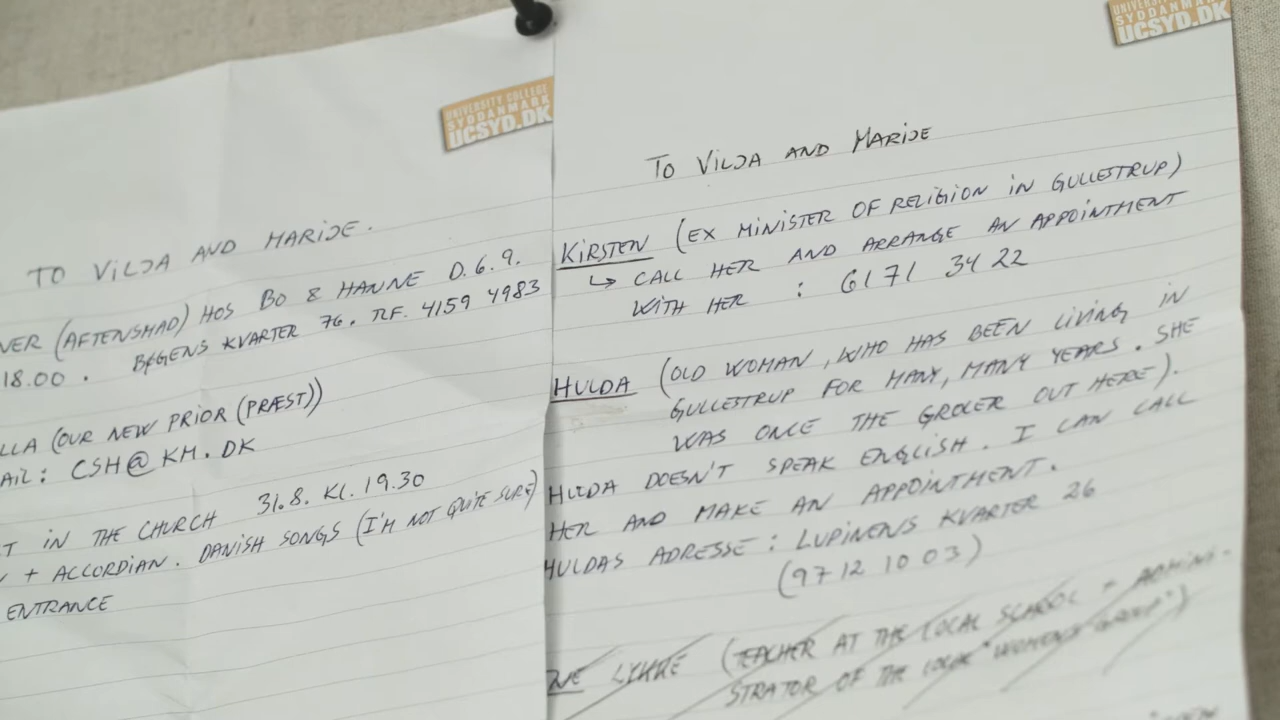 UNIVERSITY COLLEGE
SYDDANMARK
UCSYD.DK
TO VILJA AND MARIJE.
NER (AFTENSMAD) HOS BO & HANNE D. 6.9.
18.00. BØGENS KVARTER 76. TLF. 4159 4983
LLA (OUR NEW PRIOR (PRÆST))
AIL: CSH@KM.DK
T IN THE CHURCH 31.8. KL. 19.30
+ ACCORDIAN. DANISH SONGS (I'M NOT QUITE SURE)
ENTRANCE
SYDDANMARK
UCSYD.DK
TO VILJA AND MARIJE
KIRSTEN (EX MINISTER OF RELIGION IN GULLESTRUP)
↳ CALL HER AND ARRANGE AN APPOINTMENT
WITH HER : 6171 3422
HULDA (OLD WOMAN, WHO HAS BEEN LIVING IN
GULLESTRUP FOR MANY, MANY YEARS. SHE
WAS ONCE THE GROCER OUT HERE).
HULDA DOESN'T SPEAK ENGLISH. I CAN CALL
HER AND MAKE AN APPOINTMENT.
HULDAS ADRESSE : LUPINENS KVARTER 26
(97 12 10 03)
NE LYKKE (TEACHER AT THE LOCAL SCHOOL + ADMINI-
STRATOR OF THE LOCAL "WOMEN'S GROUP")